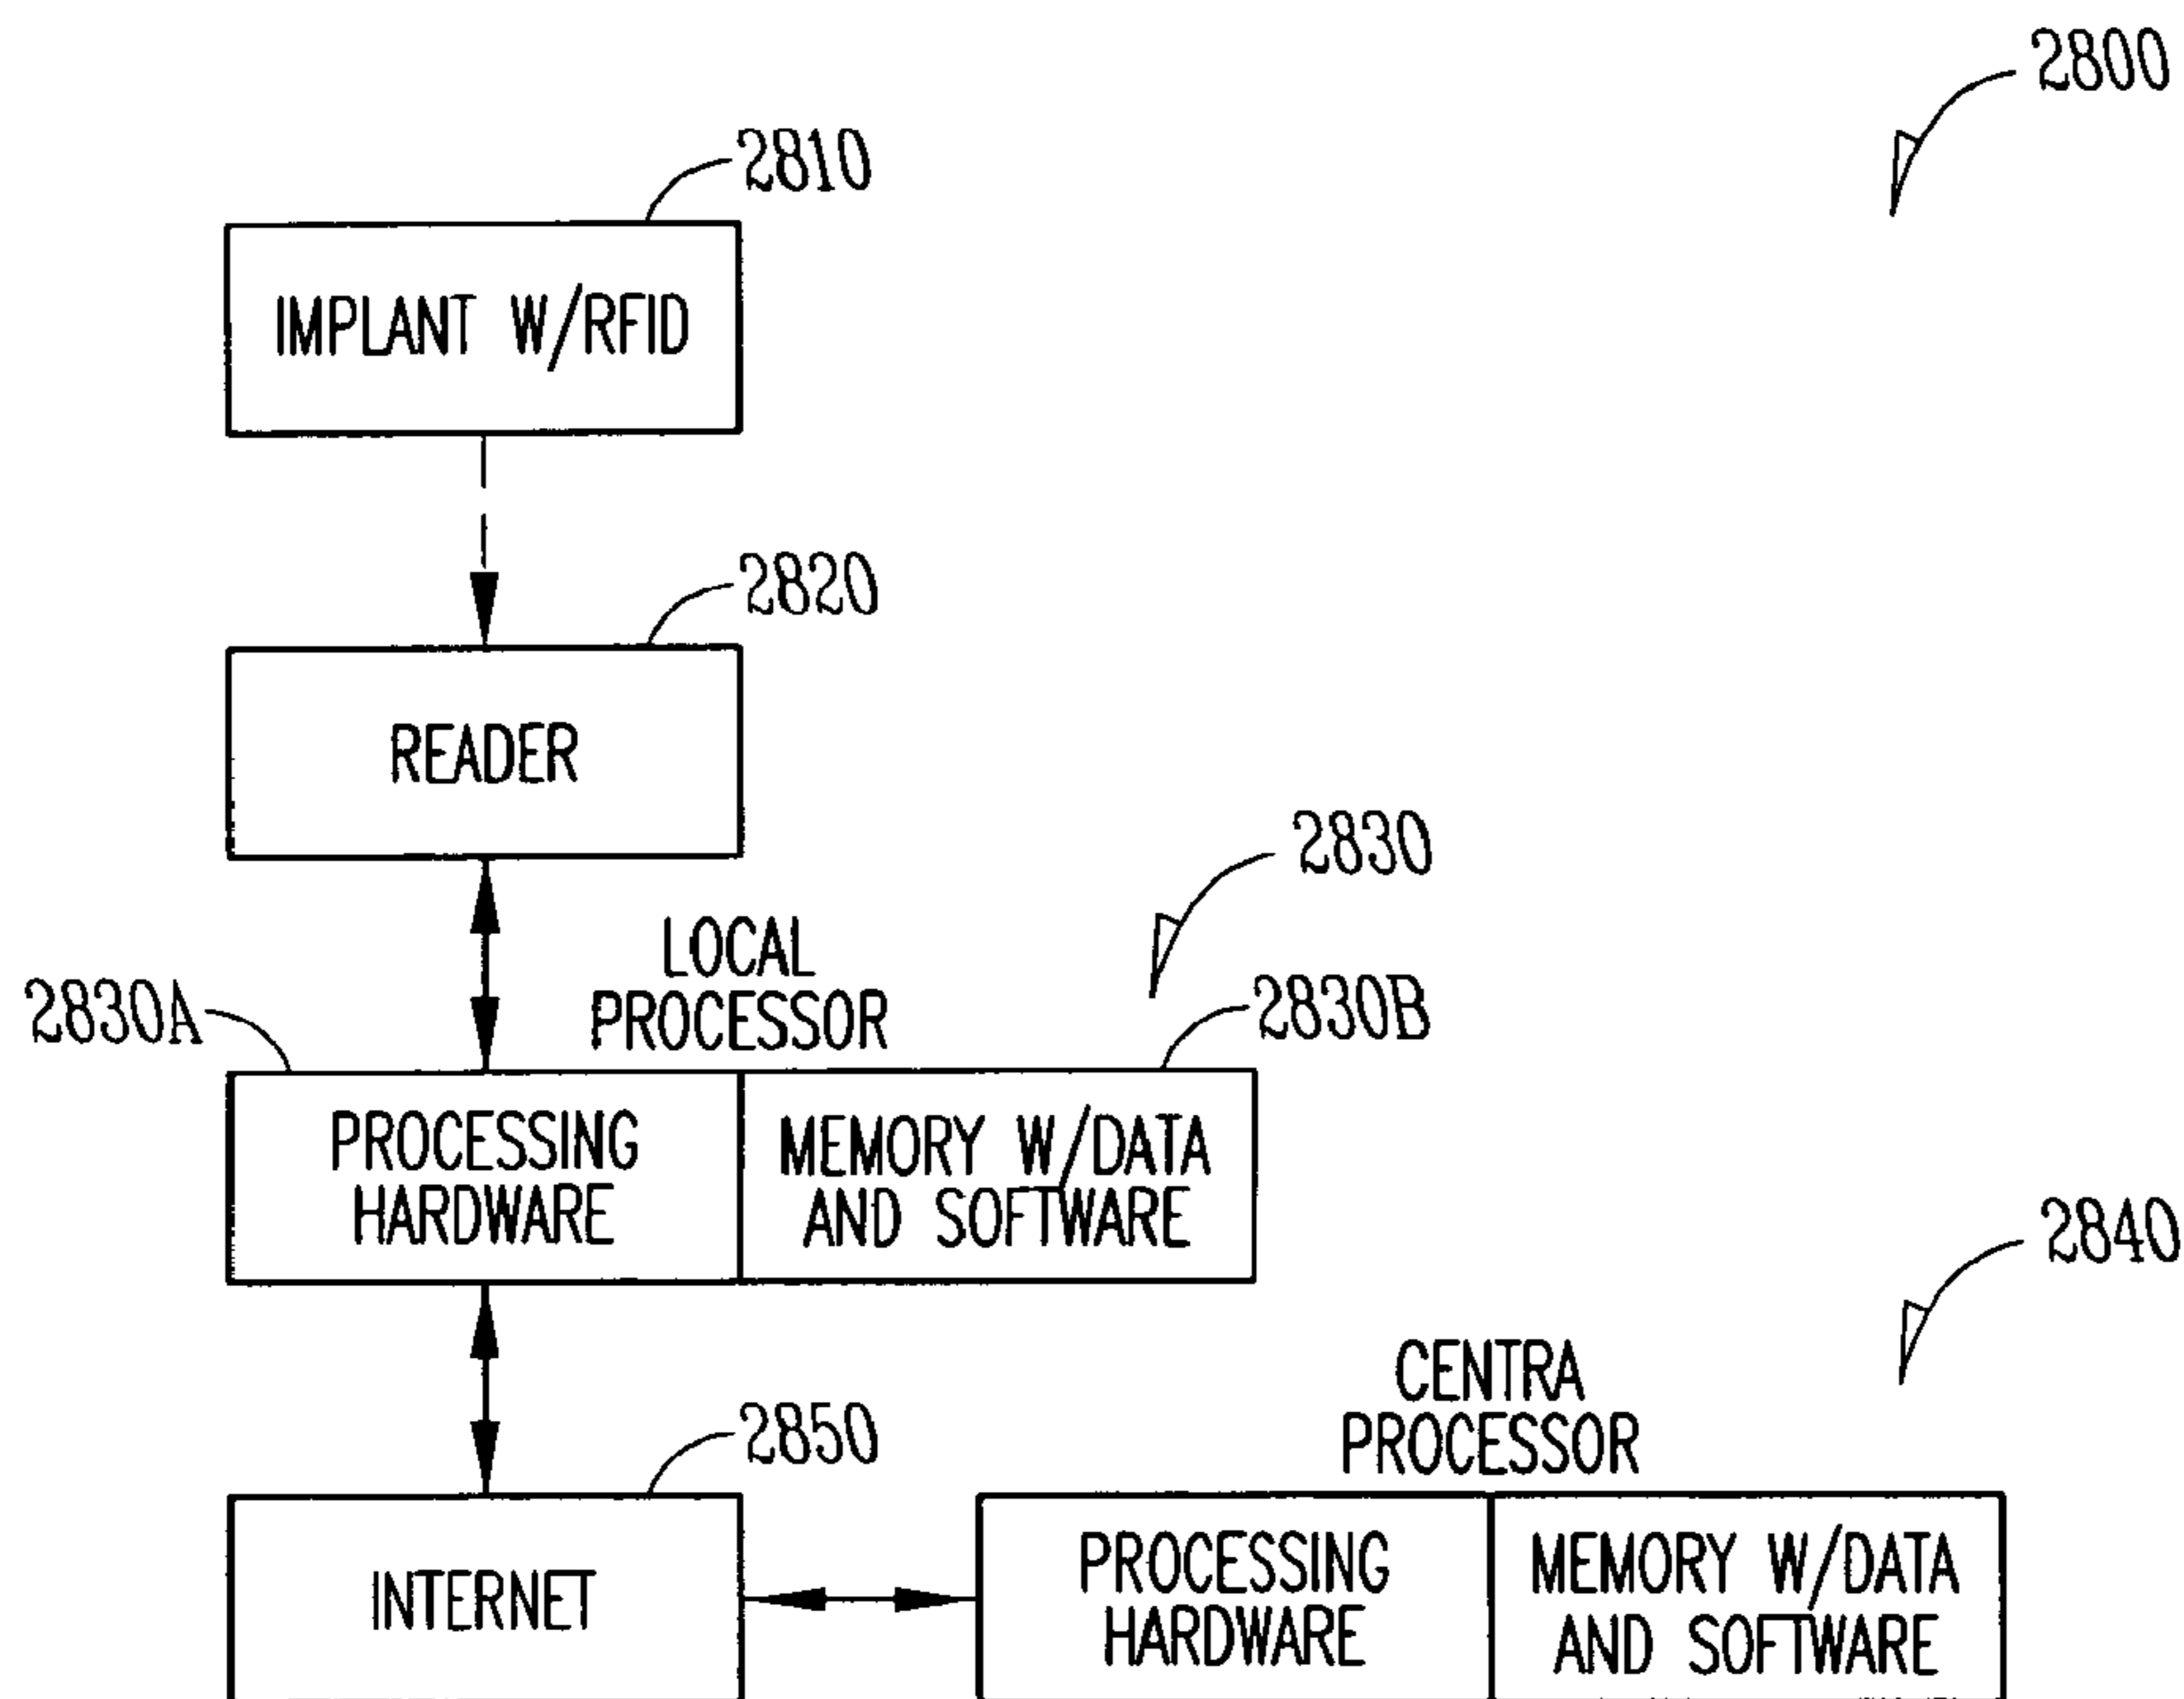 2800
2810
IMPLANT W/RFID
2820
READER
2830
LOCAL
PROCESSOR
2830A
2830B
PROCESSING
HARDWARE
MEMORY W/DATA
AND SOFTWARE
2840
CENTRA
PROCESSOR
2850
INTERNET
PROCESSING
HARDWARE
MEMORY W/DATA
AND SOFTWARE